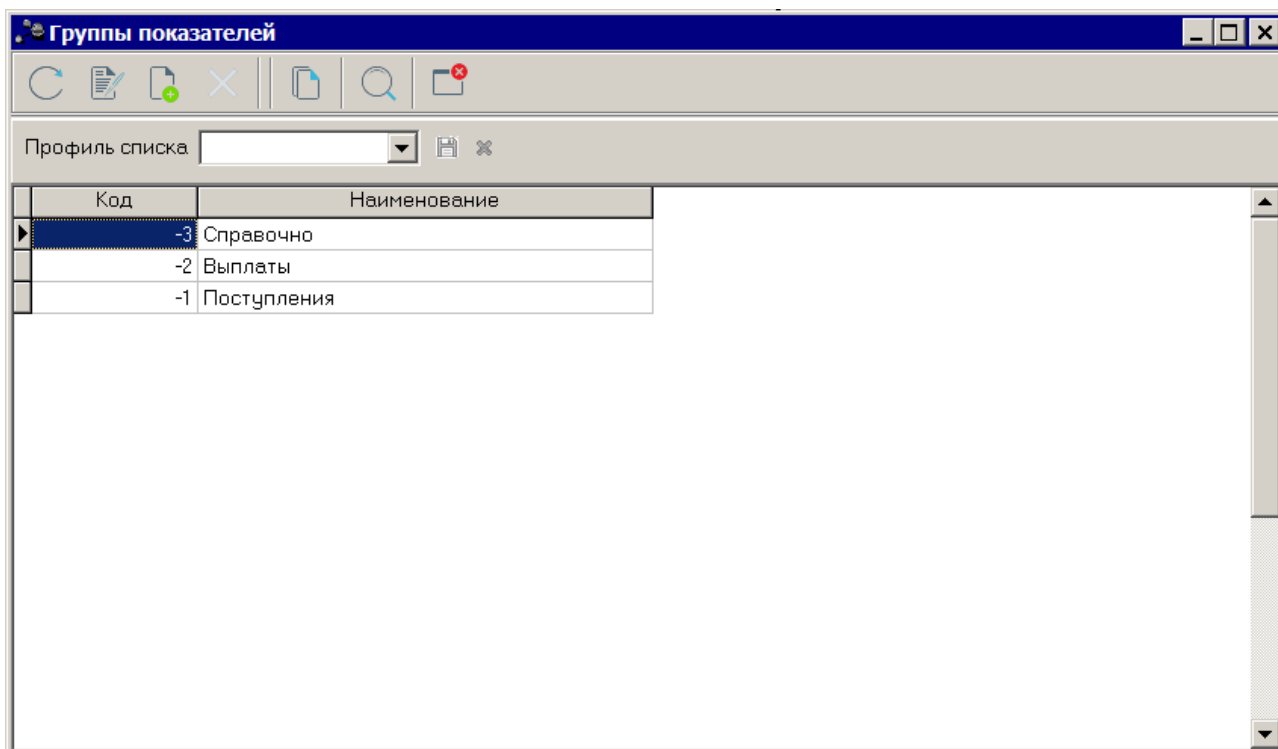 Группы показателей
Профиль списка
Код Наименование
-3 Справочно
-2 Выплаты
-1 Поступления